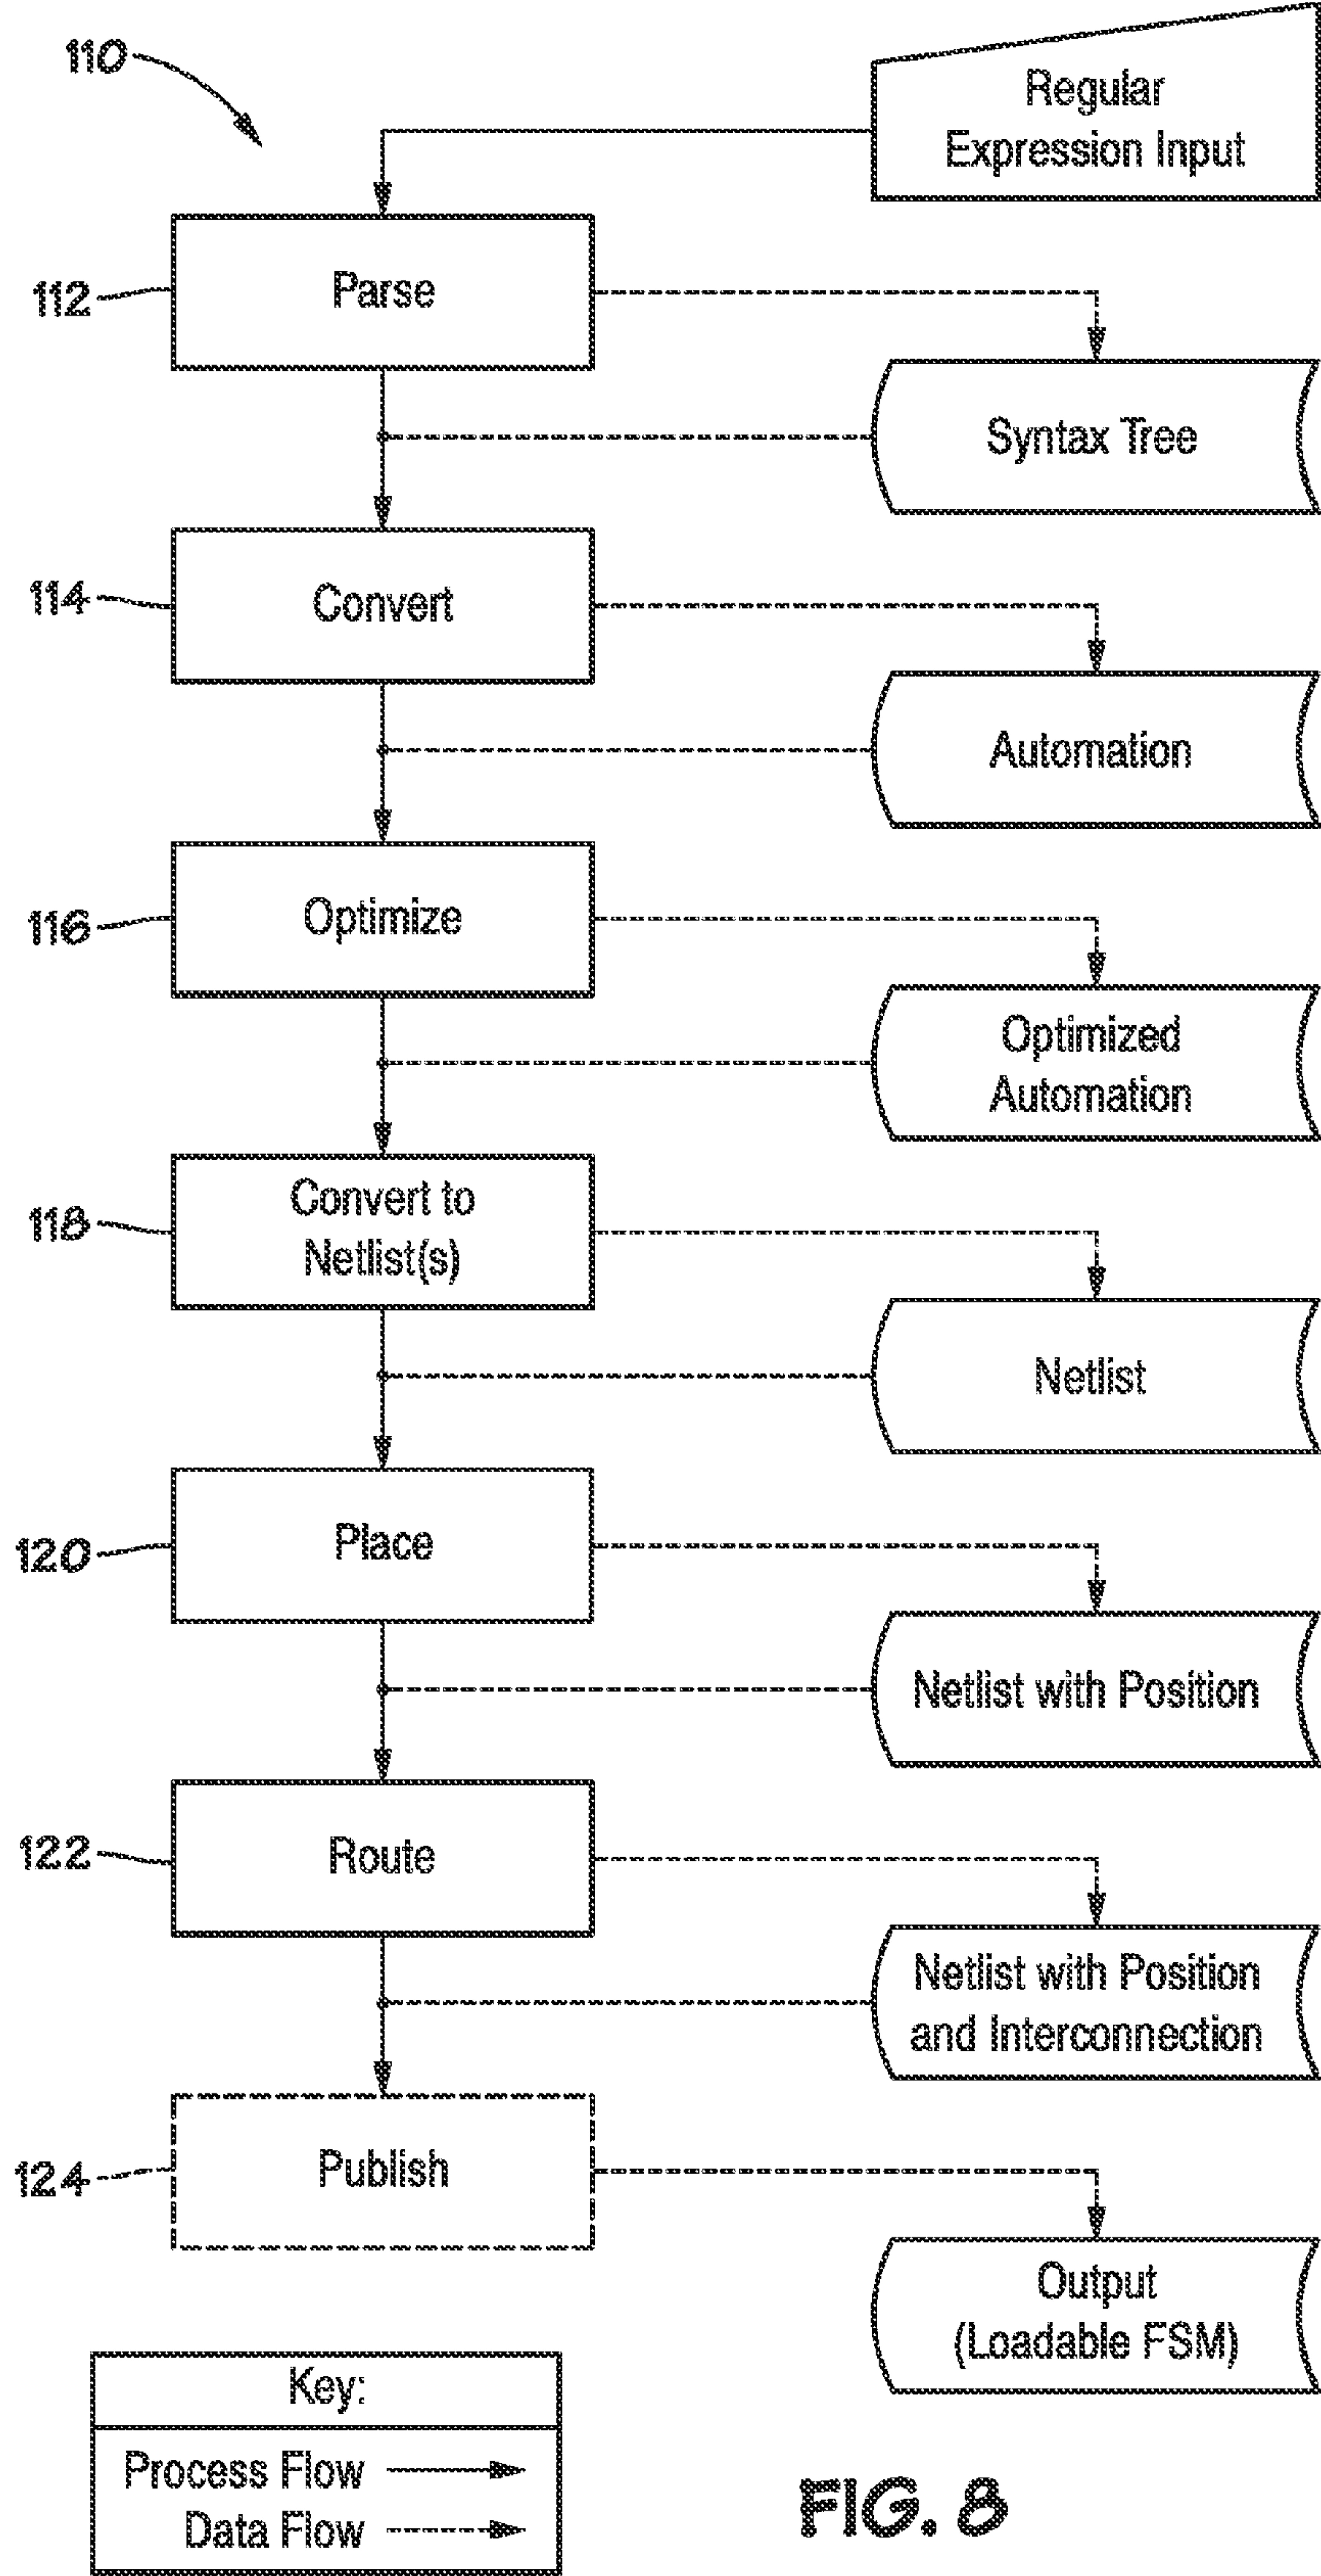 110
Regular
Expression Input
112
Parse
Syntax Tree
114
Convert
Automation
116
Optimize
Optimized
Automation
118
Convert to
Netlist(s)
Netlist
120
Place
Netlist with Position
122
Route
Netlist with Position
and Interconnection
124
Publish
Output
(Loadable FSM)
Key:
Process Flow
Data Flow
FIG. 8